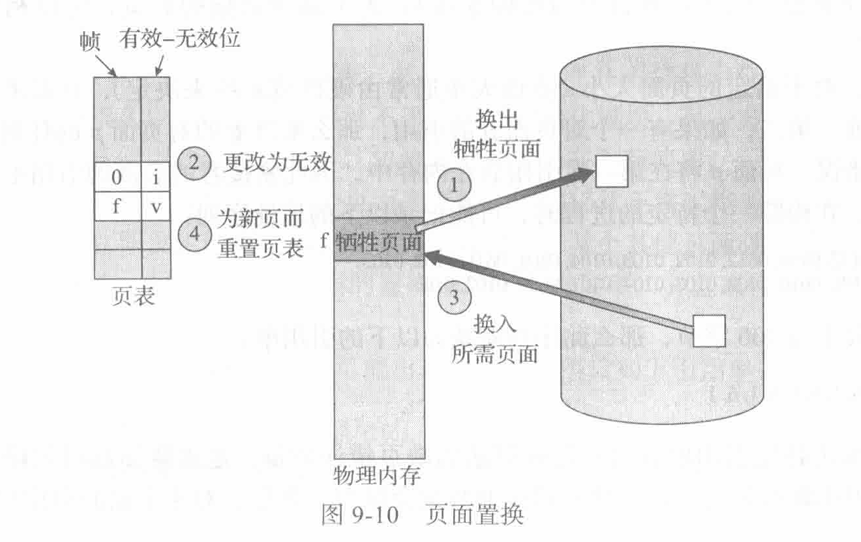 帧 有效-无效位
换出
牺牲页面
0 i
② 更改为无效
①
f v
④ 为新页面
重置页表
f 牺牲页面
③
换入
所需页面
页表
物理内存
图 9-10 页面置换